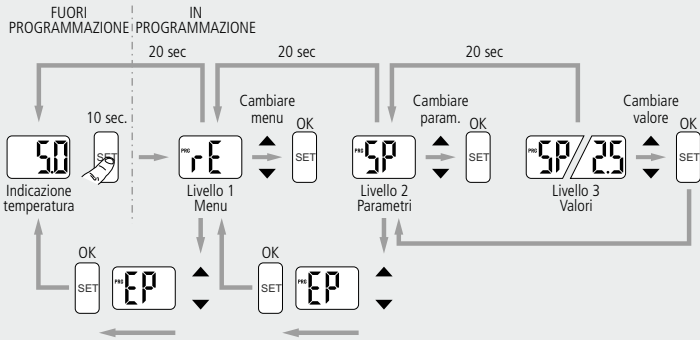 FUORI PROGRAMMAZIONE
IN PROGRAMMAZIONE
20 sec
20 sec
20 sec
10 sec.
Cambiare menu
OK
Cambiare param.
OK
Cambiare valore
OK
5.0
SET
PRG rE
SET
PRG SP
SET
PRG SP/2.5
SET
Indicazione temperatura
Livello 1
Menu
Livello 2
Parametri
Livello 3
Valori
OK
SET
PRG EP
OK
SET
PRG EP